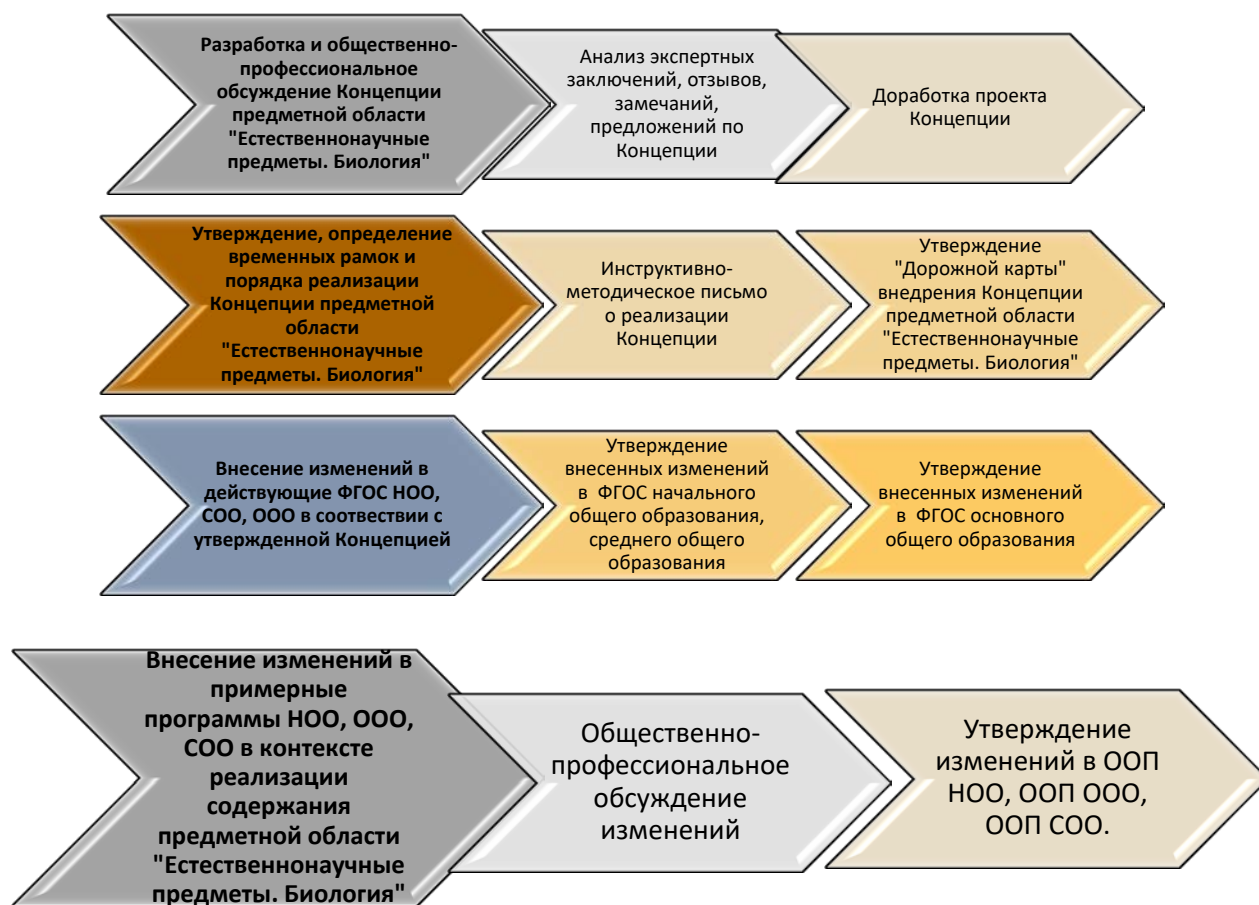 Разработка и общественно-
профессиональное
обсуждение Концепции
предметной области
"Естественнонаучные
предметы. Биология"
Анализ экспертных
заключений, отзывов,
замечаний,
предложений по
Концепции
Доработка проекта
Концепции
Утверждение, определение
временных рамок и
порядка реализации
Концепции предметной
области
"Естественнонаучные
предметы. Биология"
Инструктивно-
методическое письмо
о реализации
Концепции
Утверждение
"Дорожной карты"
внедрения Концепции
предметной области
"Естественнонаучные
предметы. Биология"
Внесение изменений в
действующие ФГОС НОО,
СОО, ООО в соотвествии с
утвержденной Концепцией
Утверждение
внесенных изменений
в ФГОС начального
общего образования,
среднего общего
образования
Утверждение
внесенных изменений
в ФГОС основного
общего образования
Внесение изменений в
примерные
программы НОО, ООО,
СОО в контексте
реализации
содержания
предметной области
"Естественнонаучные
предметы. Биология"
Общественно-
профессиональное
обсуждение
изменений
Утверждение
изменений в ООП
НОО, ООП ООО,
ООП СОО.